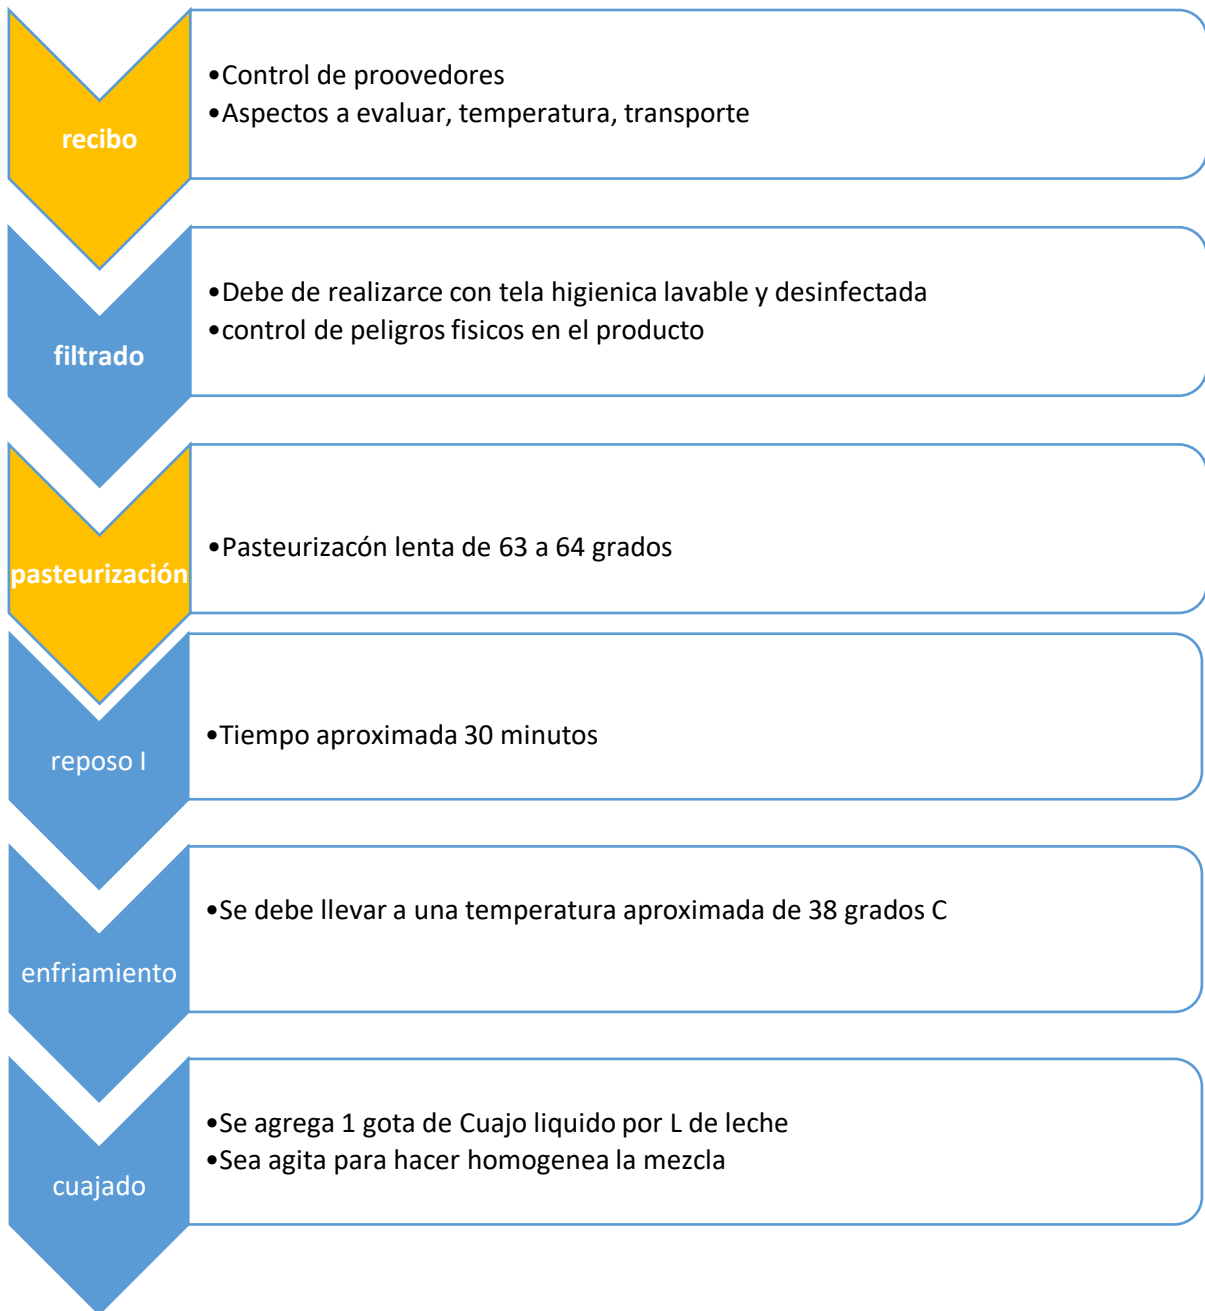 recibo
•Control de proovedores
•Aspectos a evaluar, temperatura, transporte
filtrado
•Debe de realizarce con tela higienica lavable y desinfectada
•control de peligros fisicos en el producto
pasteurización
•Pasteurizacón lenta de 63 a 64 grados
reposo I
•Tiempo aproximada 30 minutos
enfriamiento
•Se debe llevar a una temperatura aproximada de 38 grados C
cuajado
•Se agrega 1 gota de Cuajo liquido por L de leche
•Sea agita para hacer homogenea la mezcla